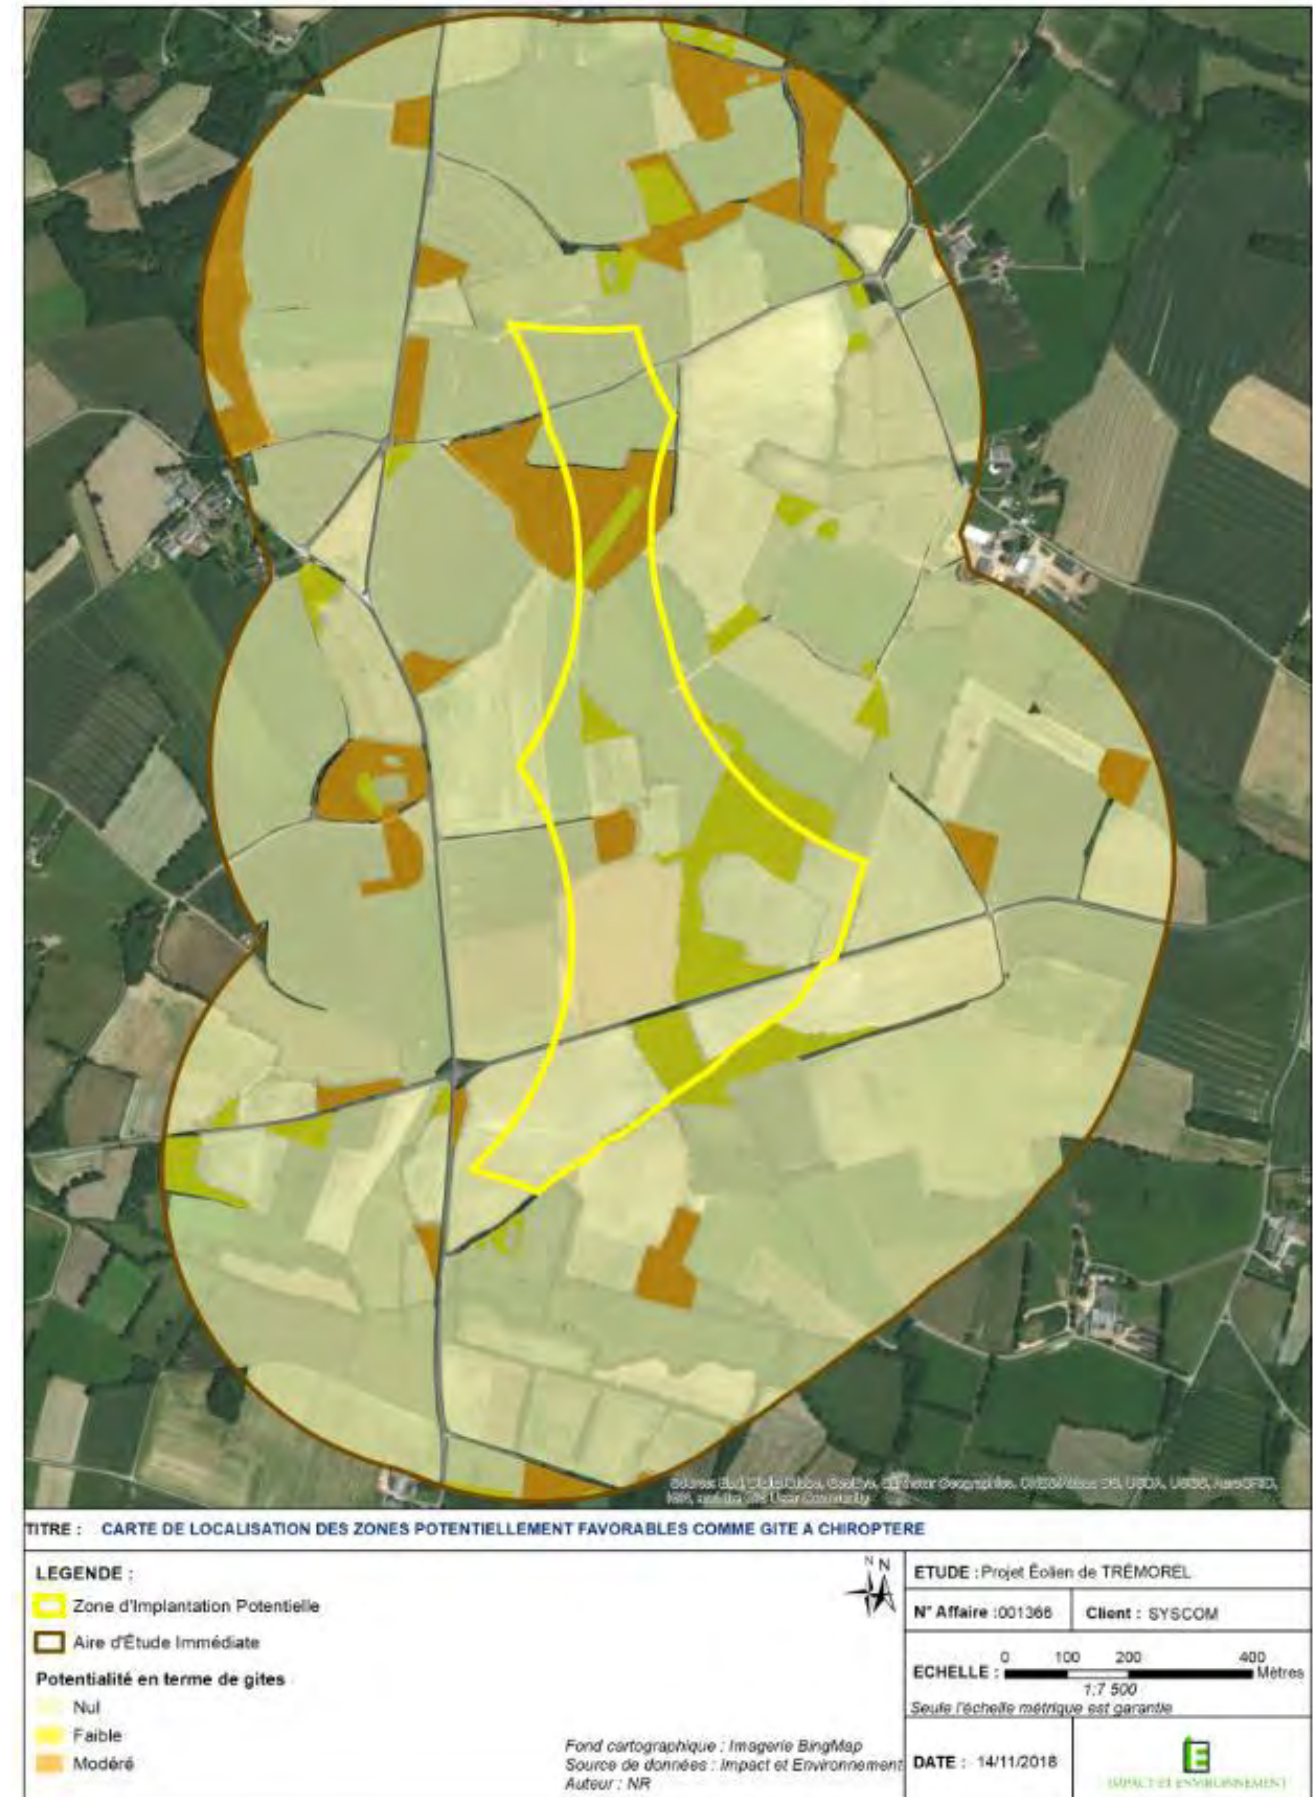 TITRE : CARTE DE LOCALISATION DES ZONES POTENTIELLEMENT FAVORABLES COMME GITE A CHIROPTERE
LEGENDE :
Zone d'Implantation Potentielle
Aire d'Étude Immédiate
Potentialité en terme de gites
Nul
Faible
Modéré
Fond cartographique : Imagerie BingMap
Source de données : Impact et Environnement
Auteur : NR
N N
ETUDE : Projet Éolien de TRÉMOREL
N° Affaire :001366 Client : SYSCOM
ECHELLE : 0 100 200 400 Mètres
1:7 500
Seule l'échelle métrique est garantie
DATE : 14/11/2018
IMPACT ET ENVIRONNEMENT